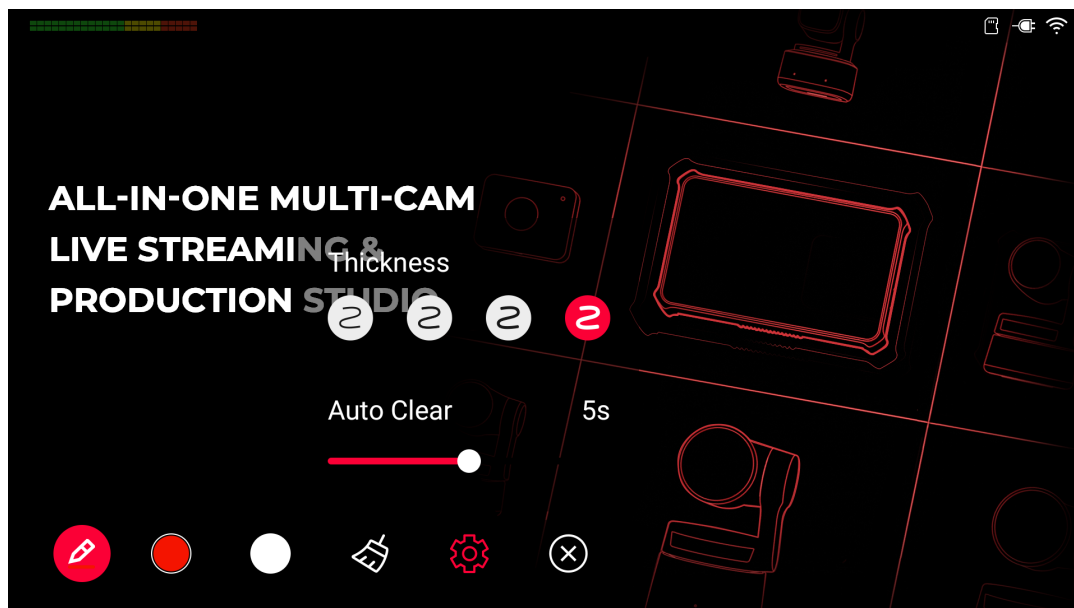 ALL-IN-ONE MULTI-CAM
LIVE STREAMING &
PRODUCTION STUDIO
Thickness
Auto Clear 5s